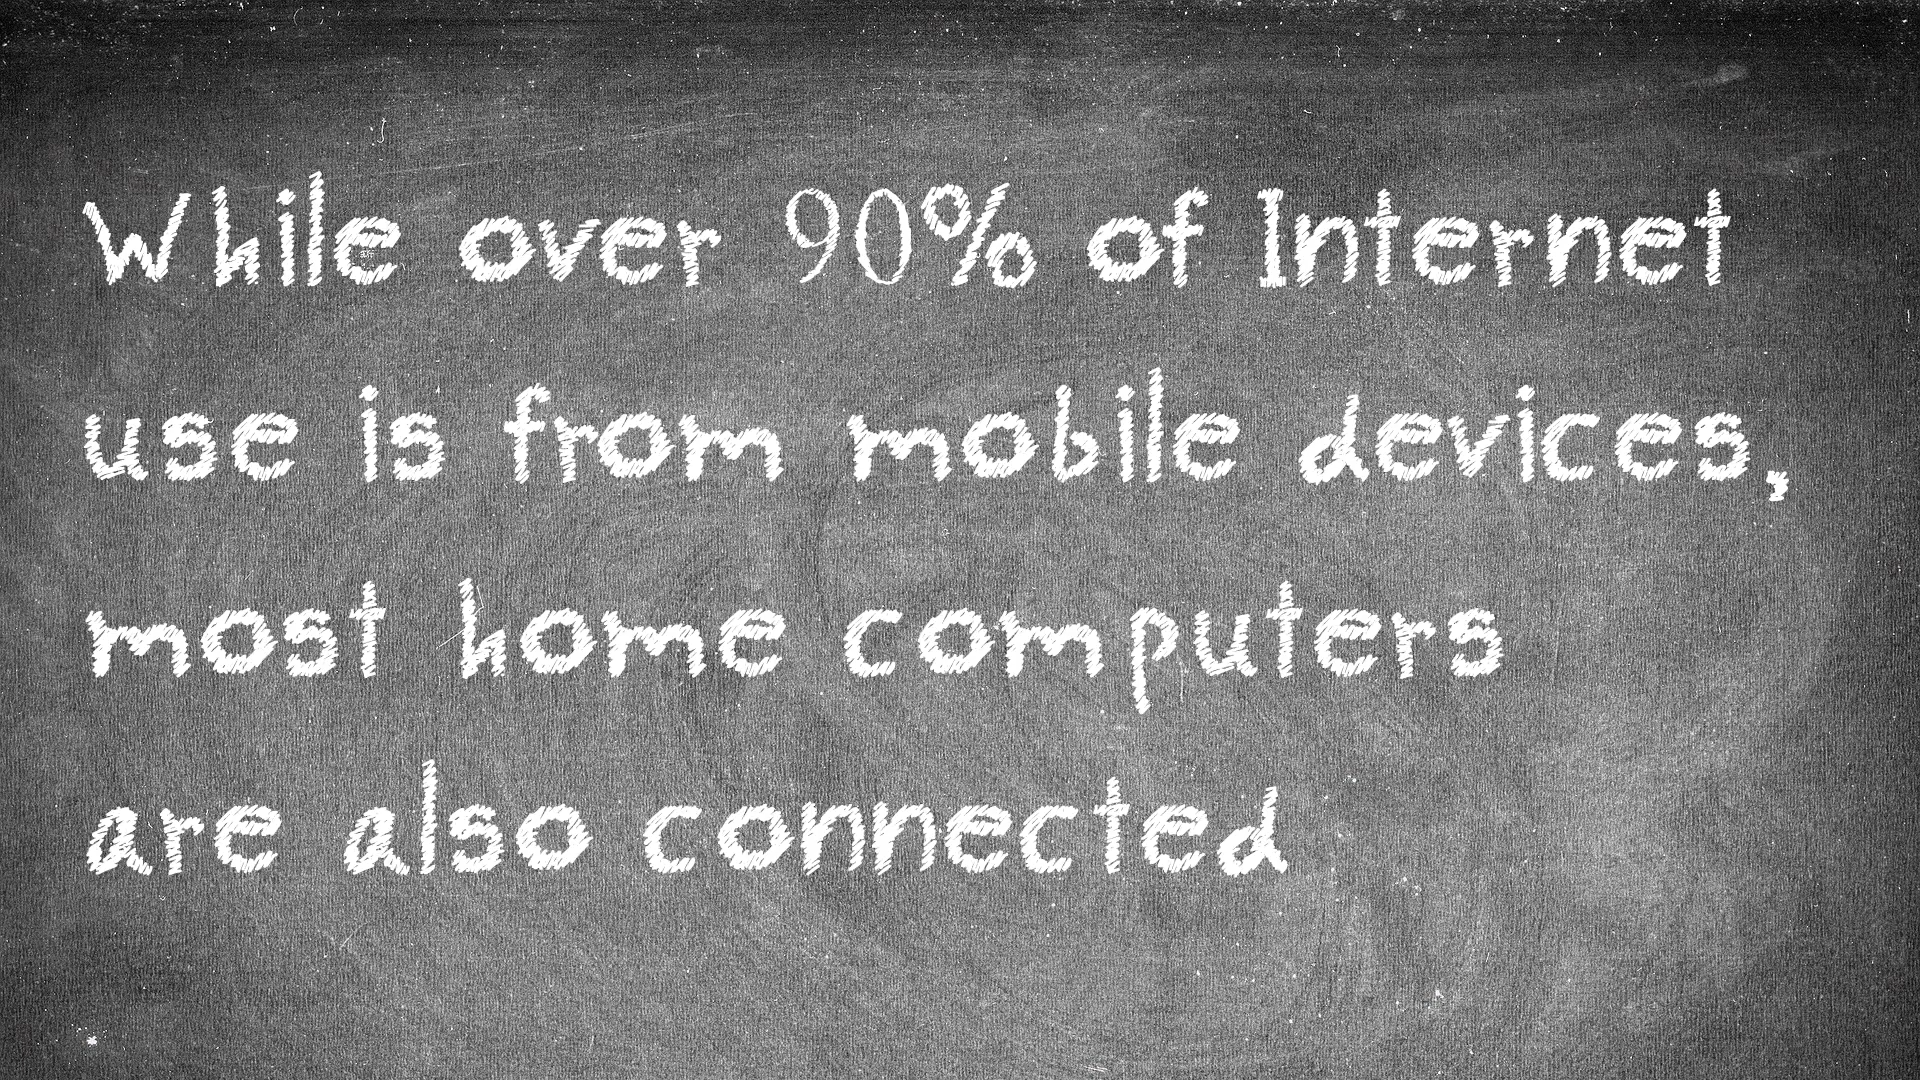 While over 90% of Internet
use is from mobile devices,
most home computers
are also connected